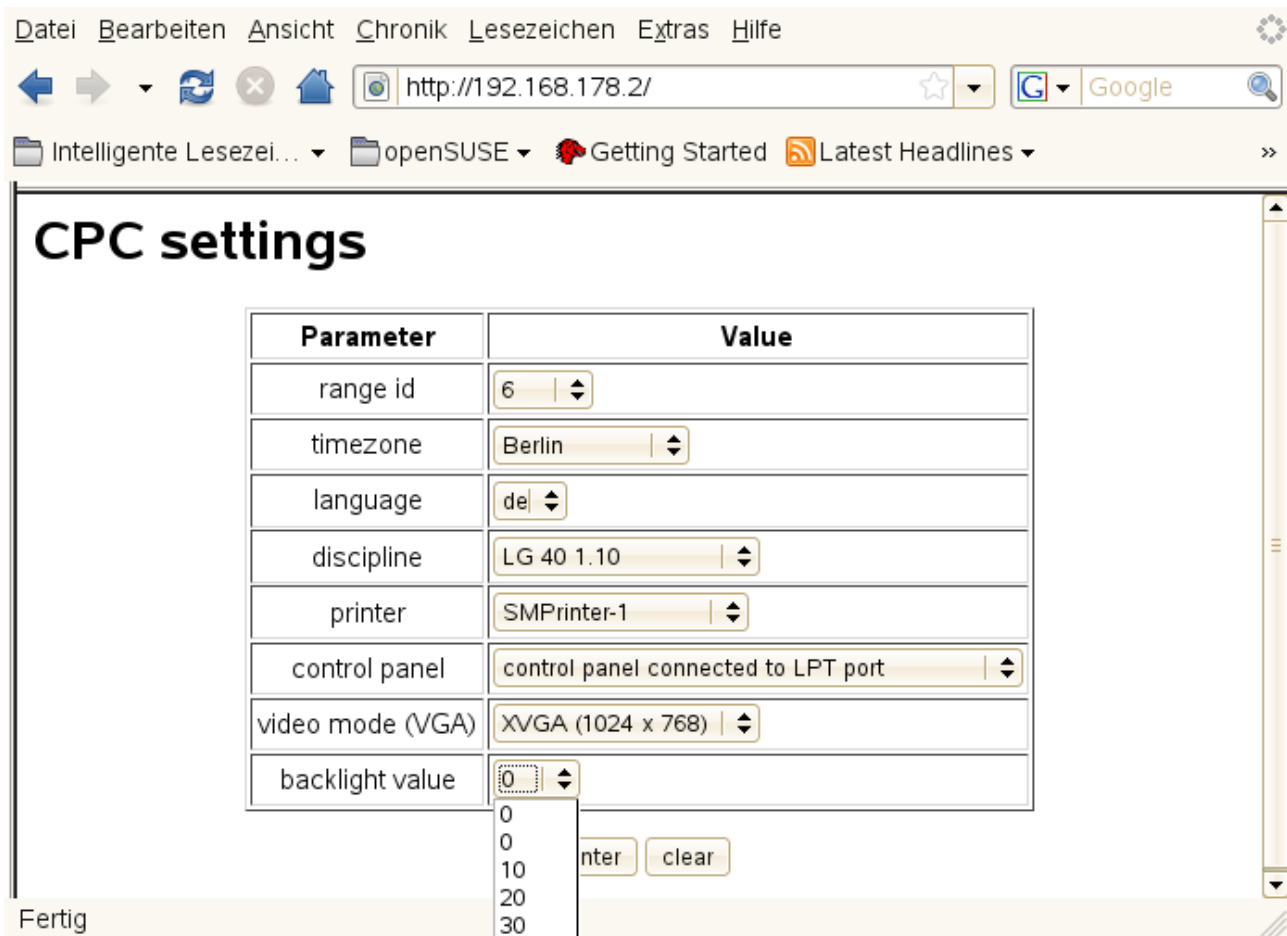 Datei Bearbeiten Ansicht Chronik Lesezeichen Extras Hilfe
http://192.168.178.2/ G Google
Intelligente Lesezei... openSUSE Getting Started Latest Headlines »
CPC settings
Parameter Value
range id 6
timezone Berlin
language de
discipline LG 40 1.10
printer SMPrinter-1
control panel control panel connected to LPT port
video mode (VGA) XVGA (1024 x 768)
backlight value 0
0
0
10
20
30
nter clear
Fertig